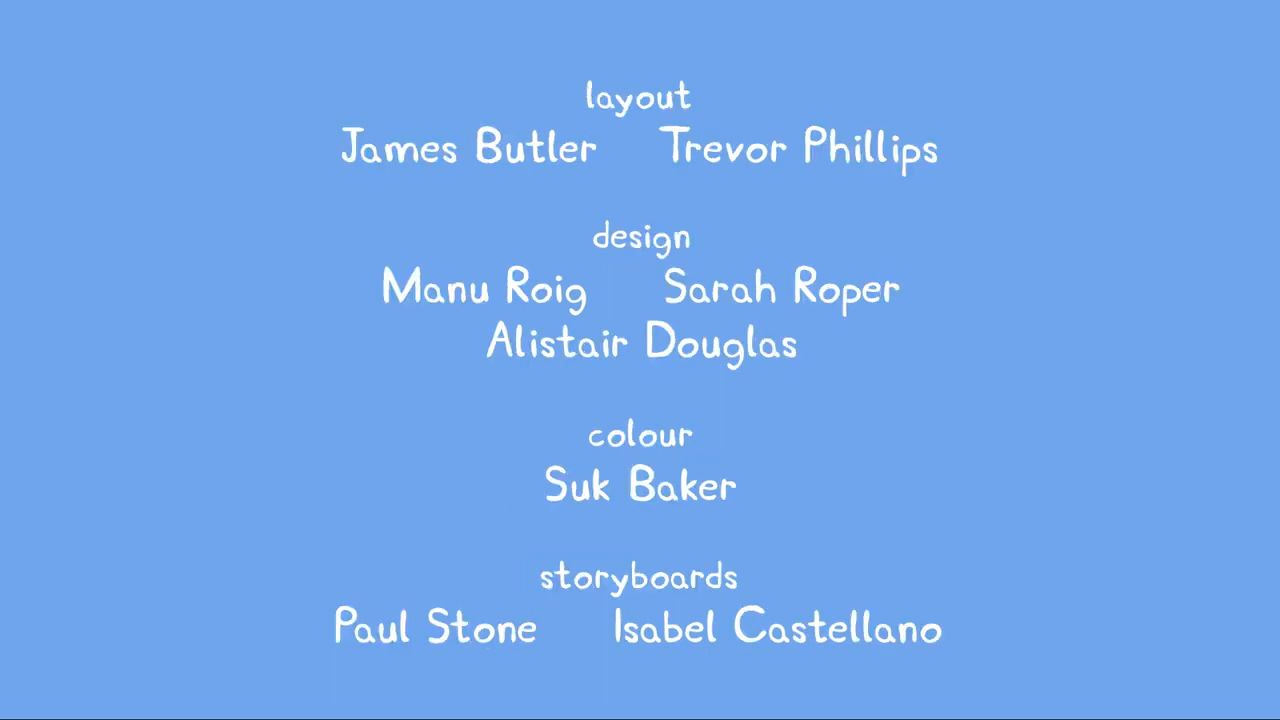 layout
James Butler Trevor Phillips
design
Manu Roig Sarah Roper
Alistair Douglas
colour
Suk Baker
storyboards
Paul Stone Isabel Castellano